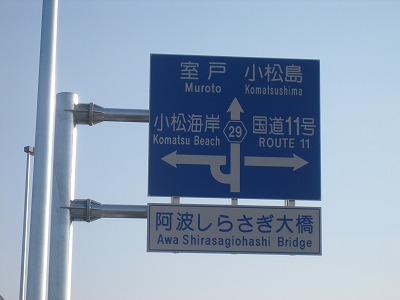 室戸 小松島
Muroto Komatsushima
小松海岸 29 国道11号
Komatsu Beach ROUTE 11
阿波しらさぎ大橋
Awa Shirasagiohashi Bridge